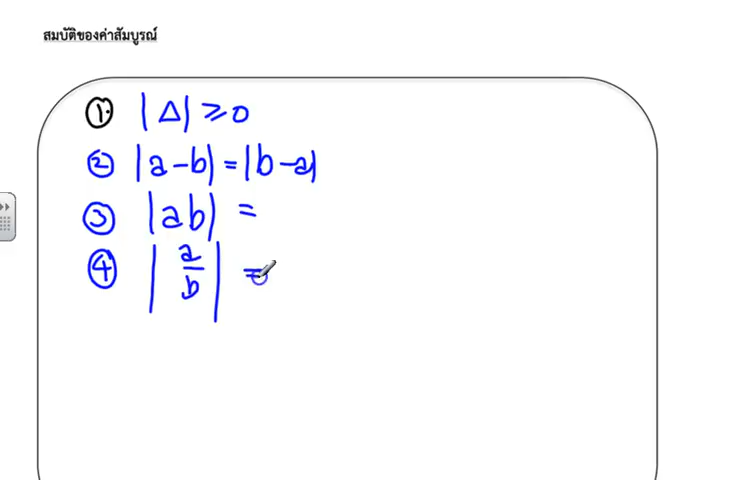 สมบัติของค่าสัมบูรณ์
① |Δ| ≥ 0
② |a-b| = |b-a|
③ |ab| =
④ |a/b| =